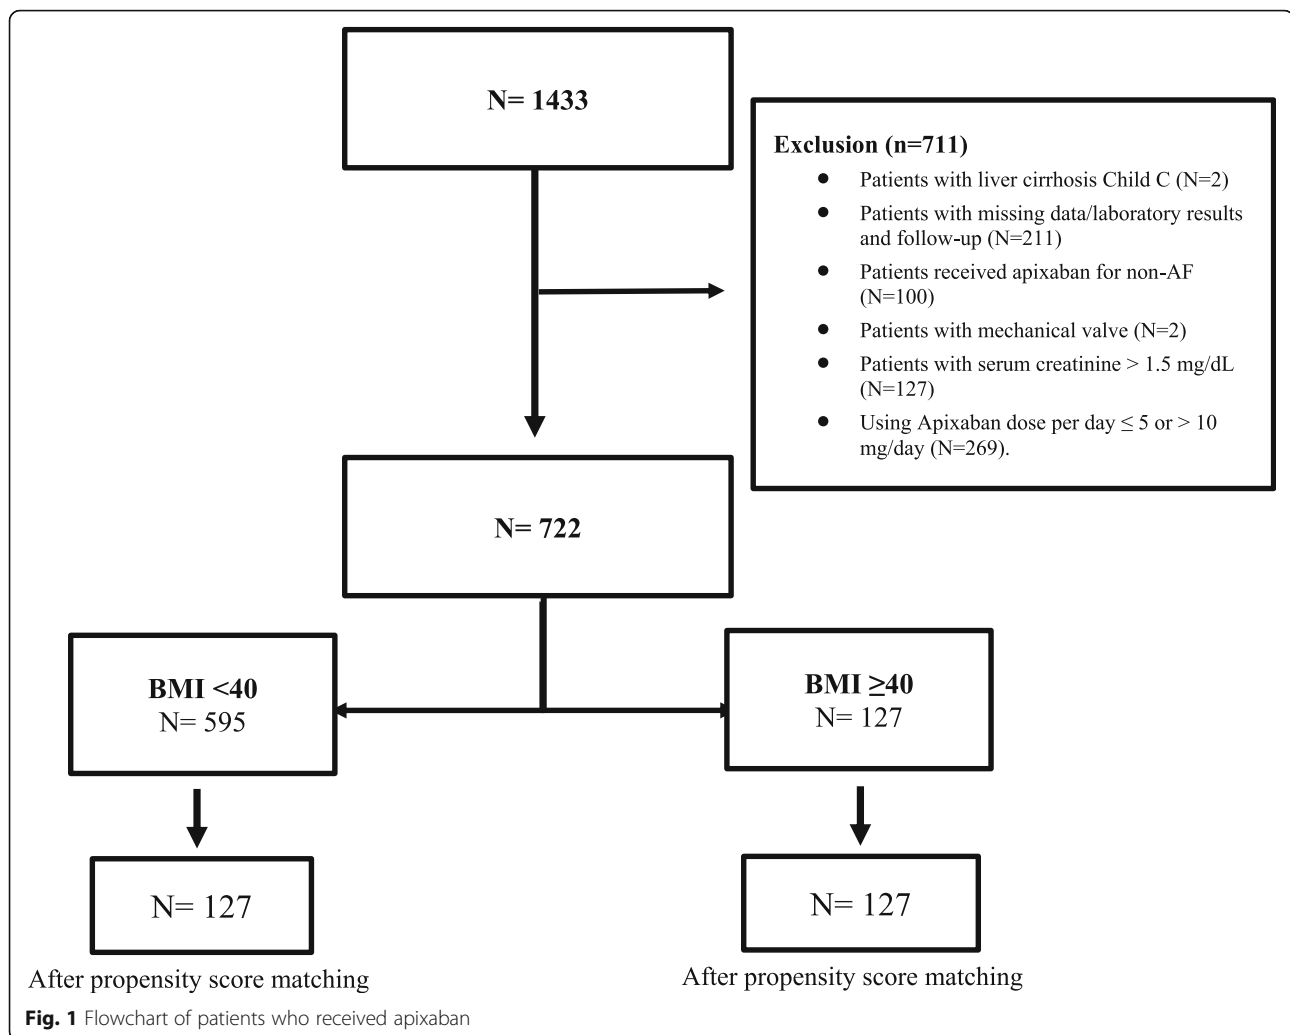 N= 1433
Exclusion (n=711)
● Patients with liver cirrhosis Child C (N=2)
● Patients with missing data/laboratory results
and follow-up (N=211)
● Patients received apixaban for non-AF
(N=100)
● Patients with mechanical valve (N=2)
● Patients with serum creatinine > 1.5 mg/dL
(N=127)
● Using Apixaban dose per day ≤ 5 or > 10
mg/day (N=269).
N= 722
BMI <40
N= 595
BMI ≥40
N= 127
N= 127
After propensity score matching
N= 127
After propensity score matching
Fig. 1 Flowchart of patients who received apixaban